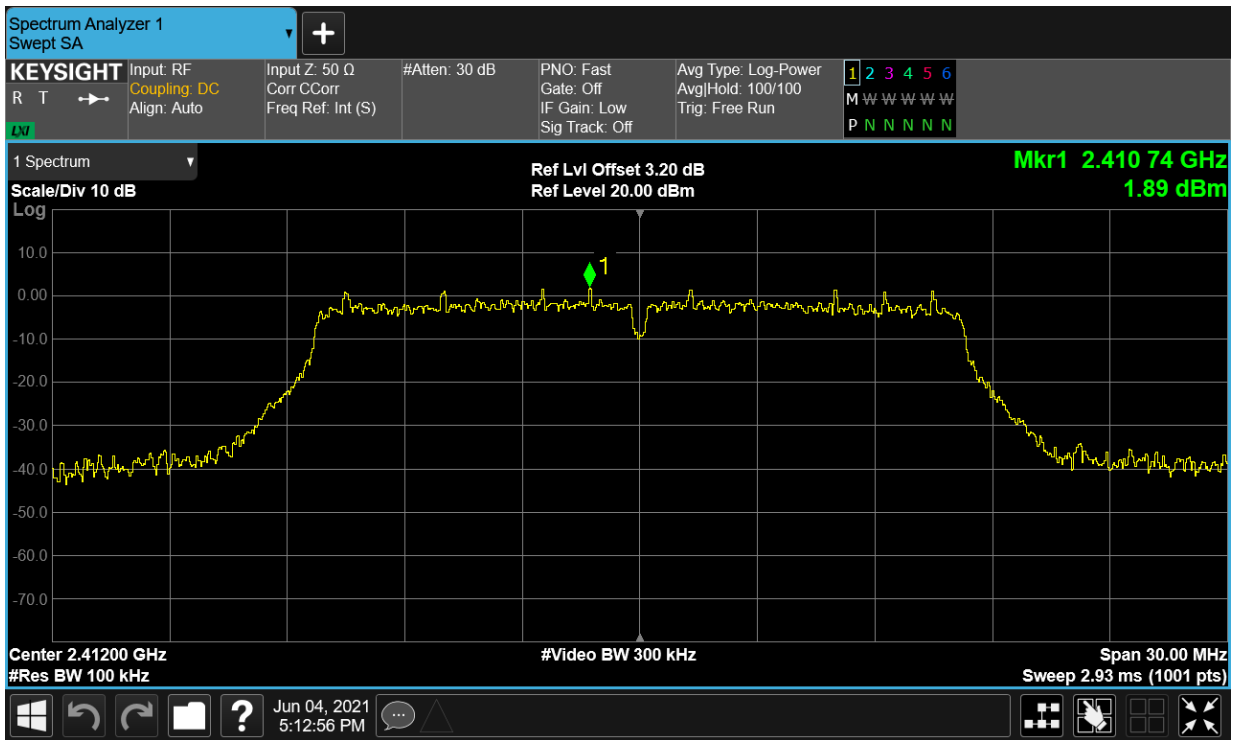 Spectrum Analyzer 1
Swept SA
+
KEYSIGHT
R T
LXI
Input: RF
Coupling: DC
Align: Auto
Input Z: 50 Ω
Corr CCorr
Freq Ref: Int (S)
#Atten: 30 dB
PNO: Fast
Gate: Off
IF Gain: Low
Sig Track: Off
Avg Type: Log-Power
Avg|Hold: 100/100
Trig: Free Run
1 2 3 4 5 6
M W W W W W
P N N N N N
1 Spectrum
Scale/Div 10 dB
Log
Ref Lvl Offset 3.20 dB
Ref Level 20.00 dBm
Mkr1 2.410 74 GHz
1.89 dBm
10.0
0.00
-10.0
-20.0
-30.0
-40.0
-50.0
-60.0
-70.0
1
Center 2.41200 GHz
#Res BW 100 kHz
#Video BW 300 kHz
Span 30.00 MHz
Sweep 2.93 ms (1001 pts)
?
Jun 04, 2021
5:12:56 PM